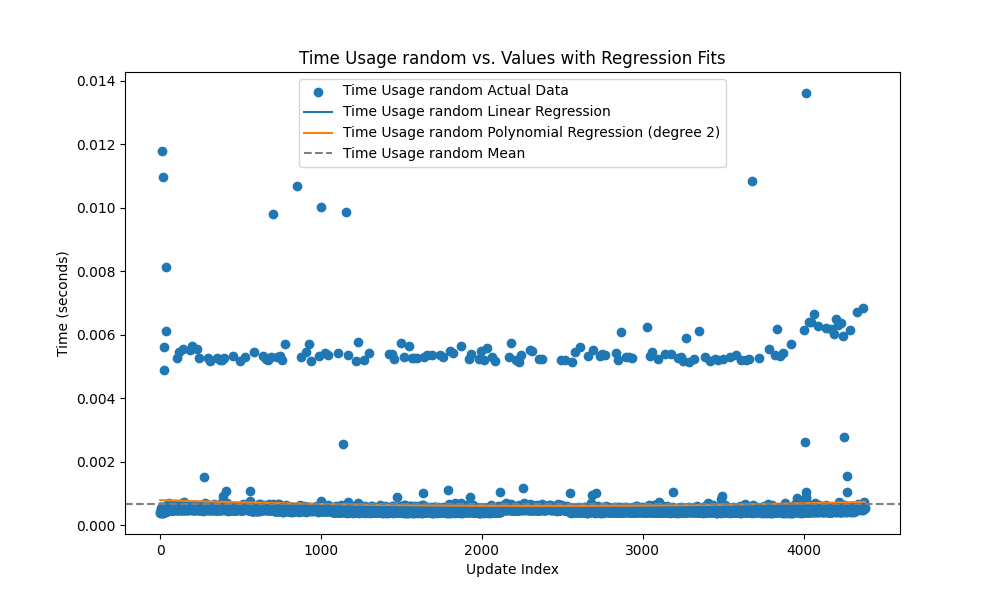 Time Usage random vs. Values with Regression Fits
Time Usage random Actual Data
Time Usage random Linear Regression
Time Usage random Polynomial Regression (degree 2)
Time Usage random Mean
Time (seconds)
0.014
0.012
0.010
0.008
0.006
0.004
0.002
0.000
0 1000 2000 3000 4000
Update Index